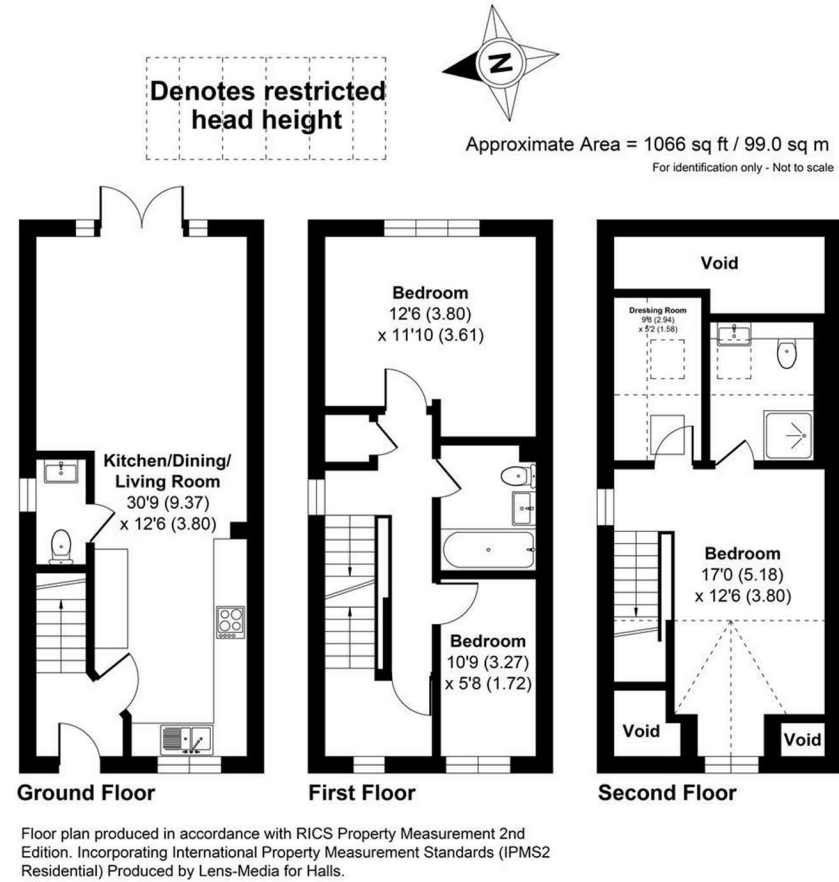 Denotes restricted
head height
N
Approximate Area = 1066 sq ft / 99.0 sq m
For identification only - Not to scale
Kitchen/Dining/
Living Room
30'9 (9.37)
x 12'6 (3.80)
Ground Floor
Bedroom
12'6 (3.80)
x 11'10 (3.61)
Bedroom
10'9 (3.27)
x 5'8 (1.72)
First Floor
Void
Dressing Room
9'8 (2.94)
x 5'2 (1.58)
Bedroom
17'0 (5.18)
x 12'6 (3.80)
Void
Void
Second Floor
Floor plan produced in accordance with RICS Property Measurement 2nd
Edition. Incorporating International Property Measurement Standards (IPMS2
Residential) Produced by Lens-Media for Halls.